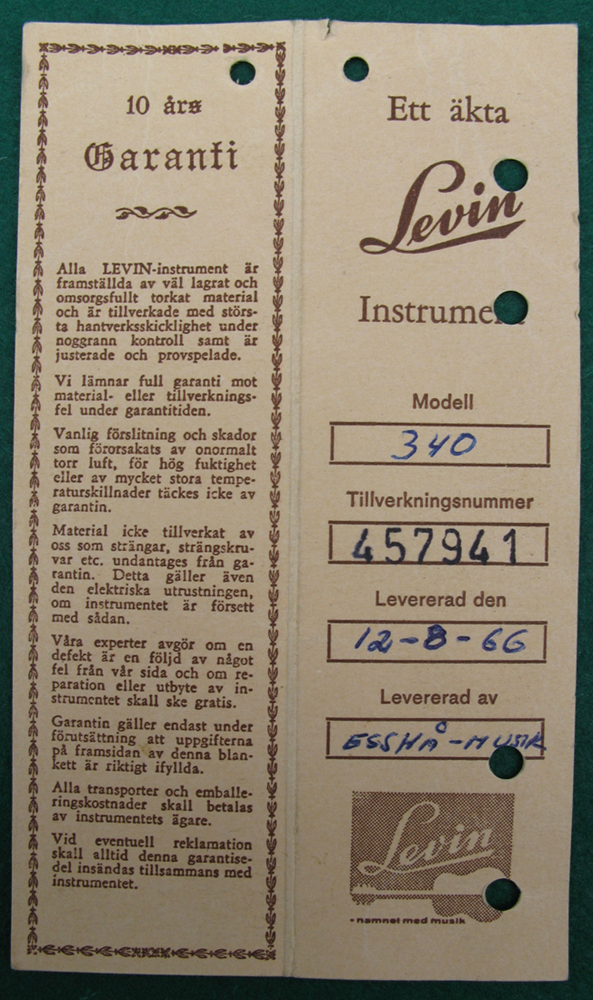 10 års
Garanti
Alla LEVIN-instrument är
framställda av väl lagrat och
omsorgsfullt torkat material
och är tillverkade med störs-
ta hantverksskicklighet under
noggrann kontroll samt är
justerade och provspelade.
Vi lämnar full garanti mot
material- eller tillverknings-
fel under garantitiden.
Vanlig förslitning och skador
som förorsakats av onormalt
torr luft, för hög fuktighet
eller av mycket stora tempe-
raturskillnader täckes icke av
garantin.
Material icke tillverkat av
oss som strängar, strängskru-
var etc. undantages från ga-
rantin. Detta gäller även
den elektriska utrustningen,
om instrumentet är försett
med sådan.
Våra experter avgör om en
defekt är en följd av något
fel från vår sida och om re-
paration eller utbyte av in-
strumentet skall ske gratis.
Garantin gäller endast under
förutsättning att uppgifterna
på framsidan av denna blan-
kett är riktigt ifyllda.
Alla transporter och emballe-
ringskostnader skall betalas
av instrumentets ägare.
Vid eventuell reklamation
skall alltid denna garantise-
del insändas tillsammans med
instrumentet.
Ett äkta
Levin
Instrument
Modell
340
Tillverkningsnummer
457941
Levererad den
12-8-66
Levererad av
ESSHÅ-MUSIK
Levin
- namnet med musik